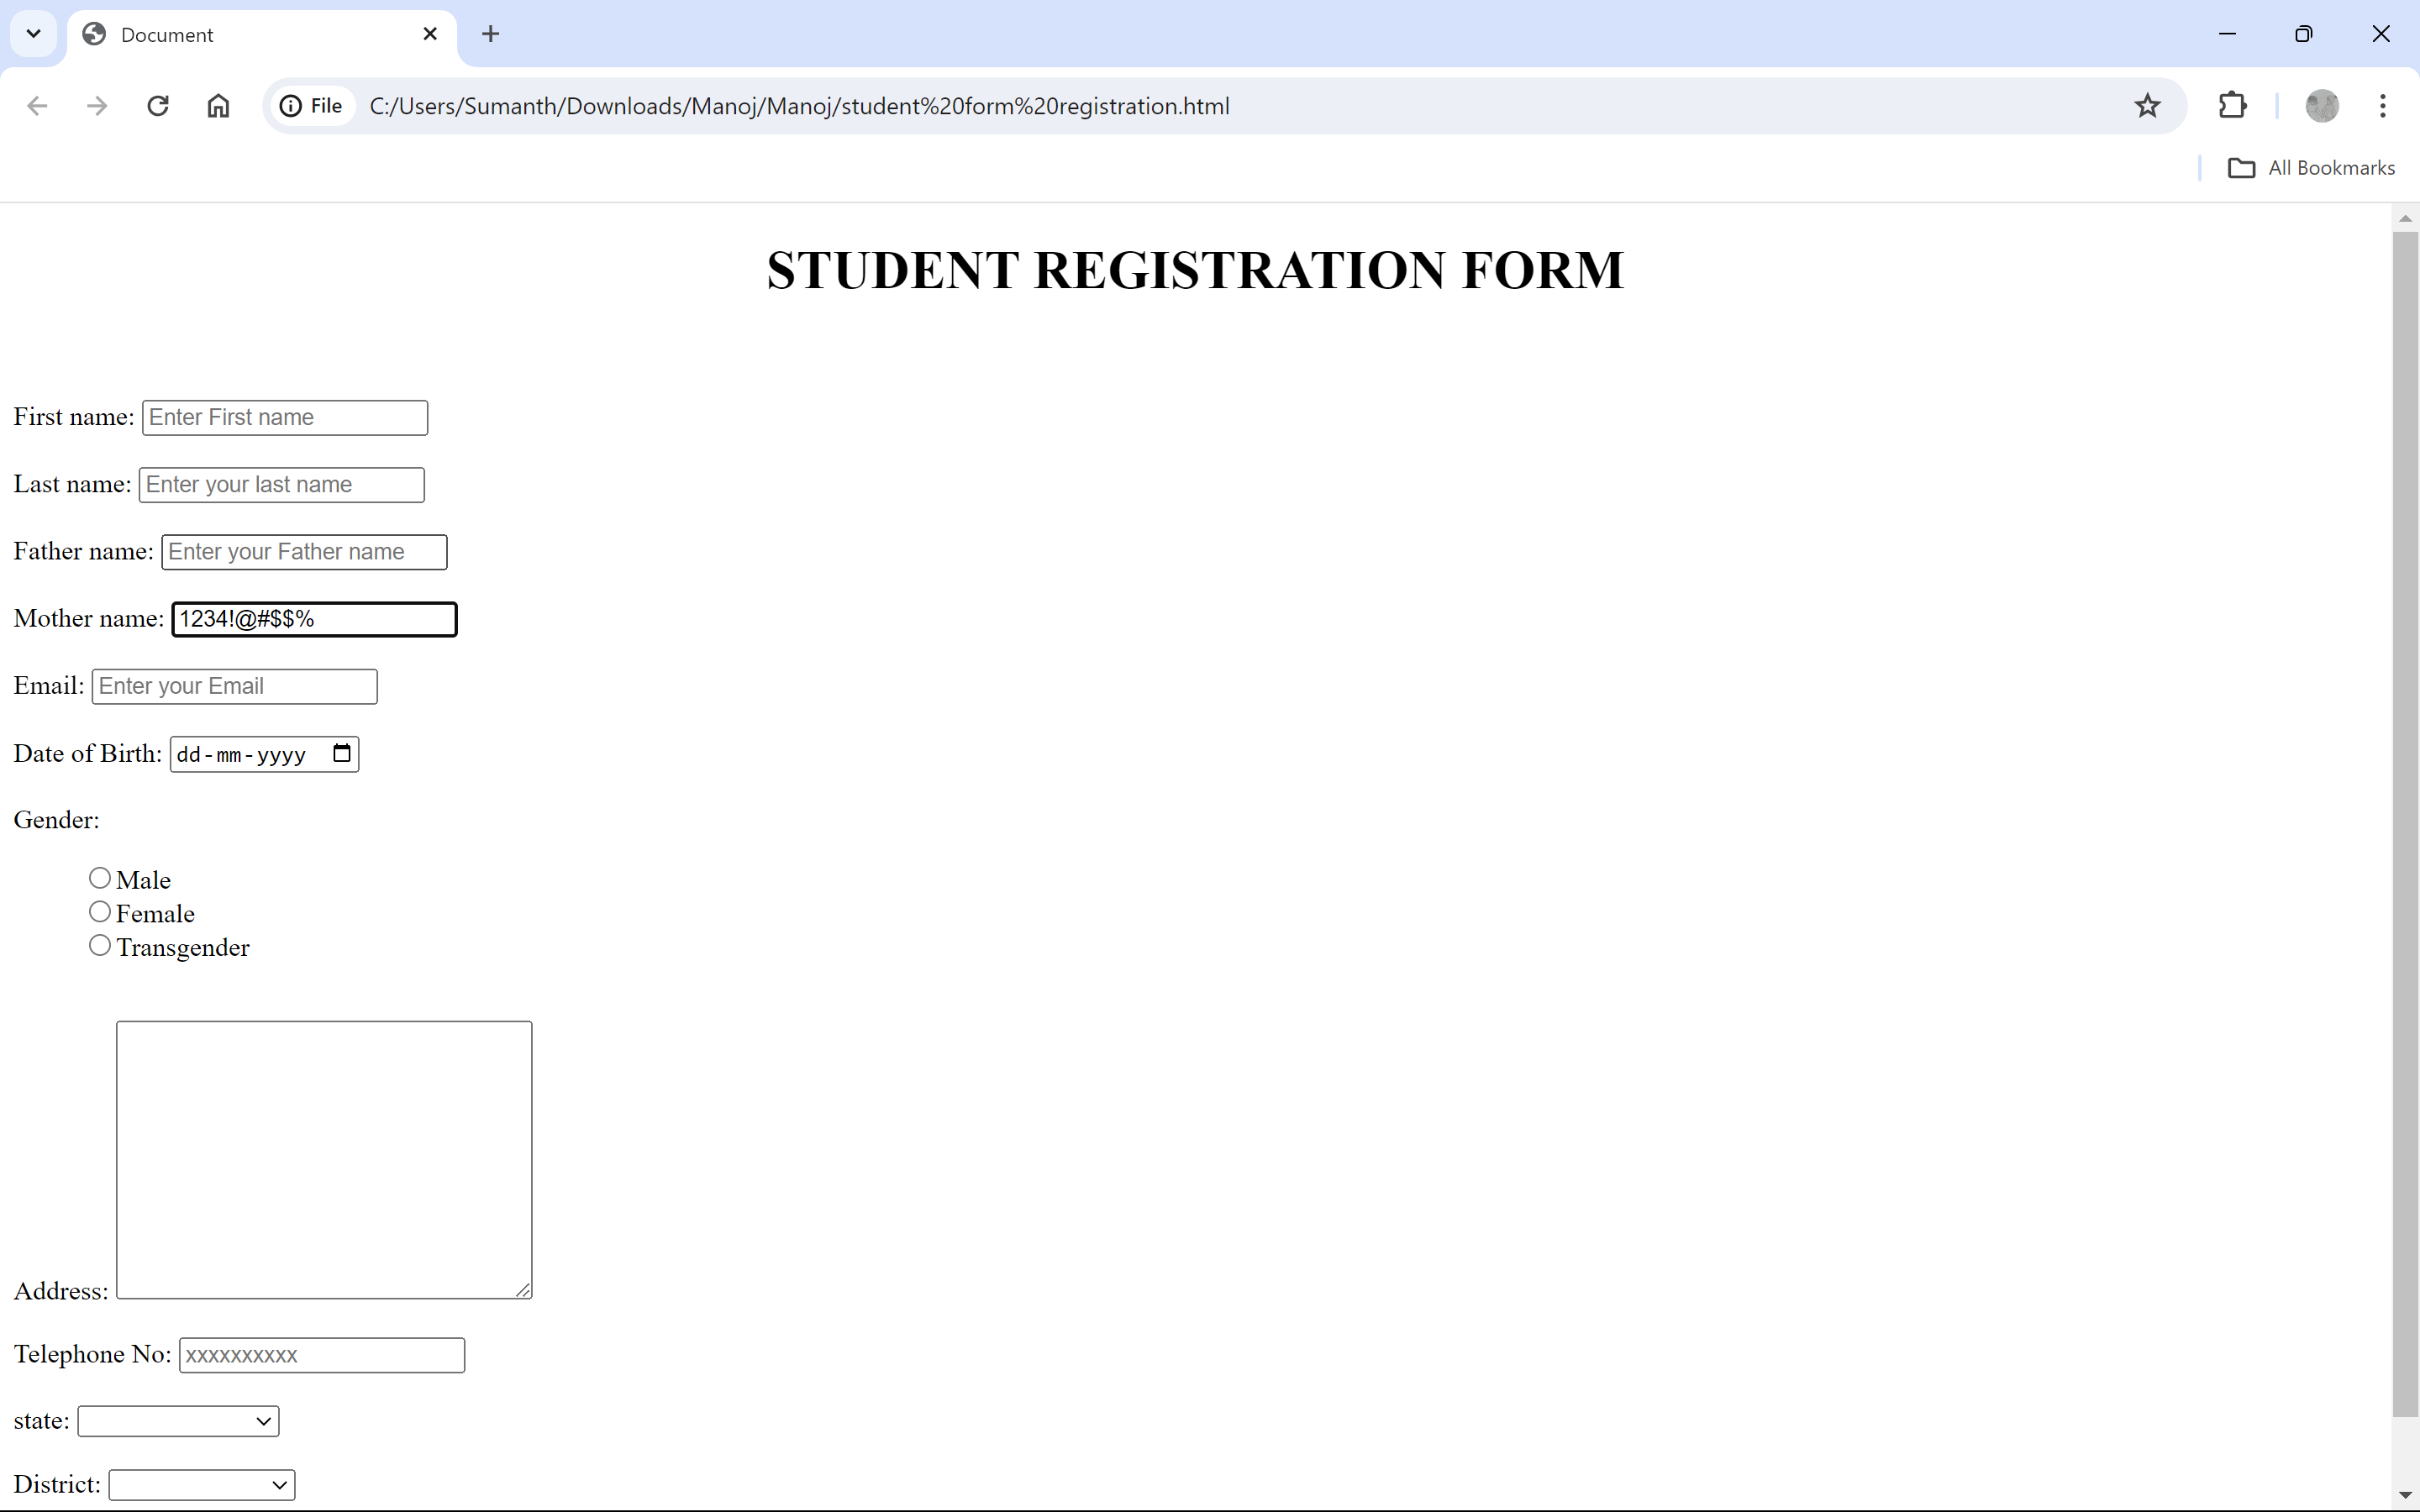 Document
File C:/Users/Sumanth/Downloads/Manoj/Manoj/student%20form%20registration.html
All Bookmarks
STUDENT REGISTRATION FORM
First name: Enter First name
Last name: Enter your last name
Father name: Enter your Father name
Mother name: 1234!@#$$%
Email: Enter your Email
Date of Birth: dd-mm-yyyy
Gender:
Male
Female
Transgender
Address:
Telephone No: xxxxxxxxxx
state:
District: